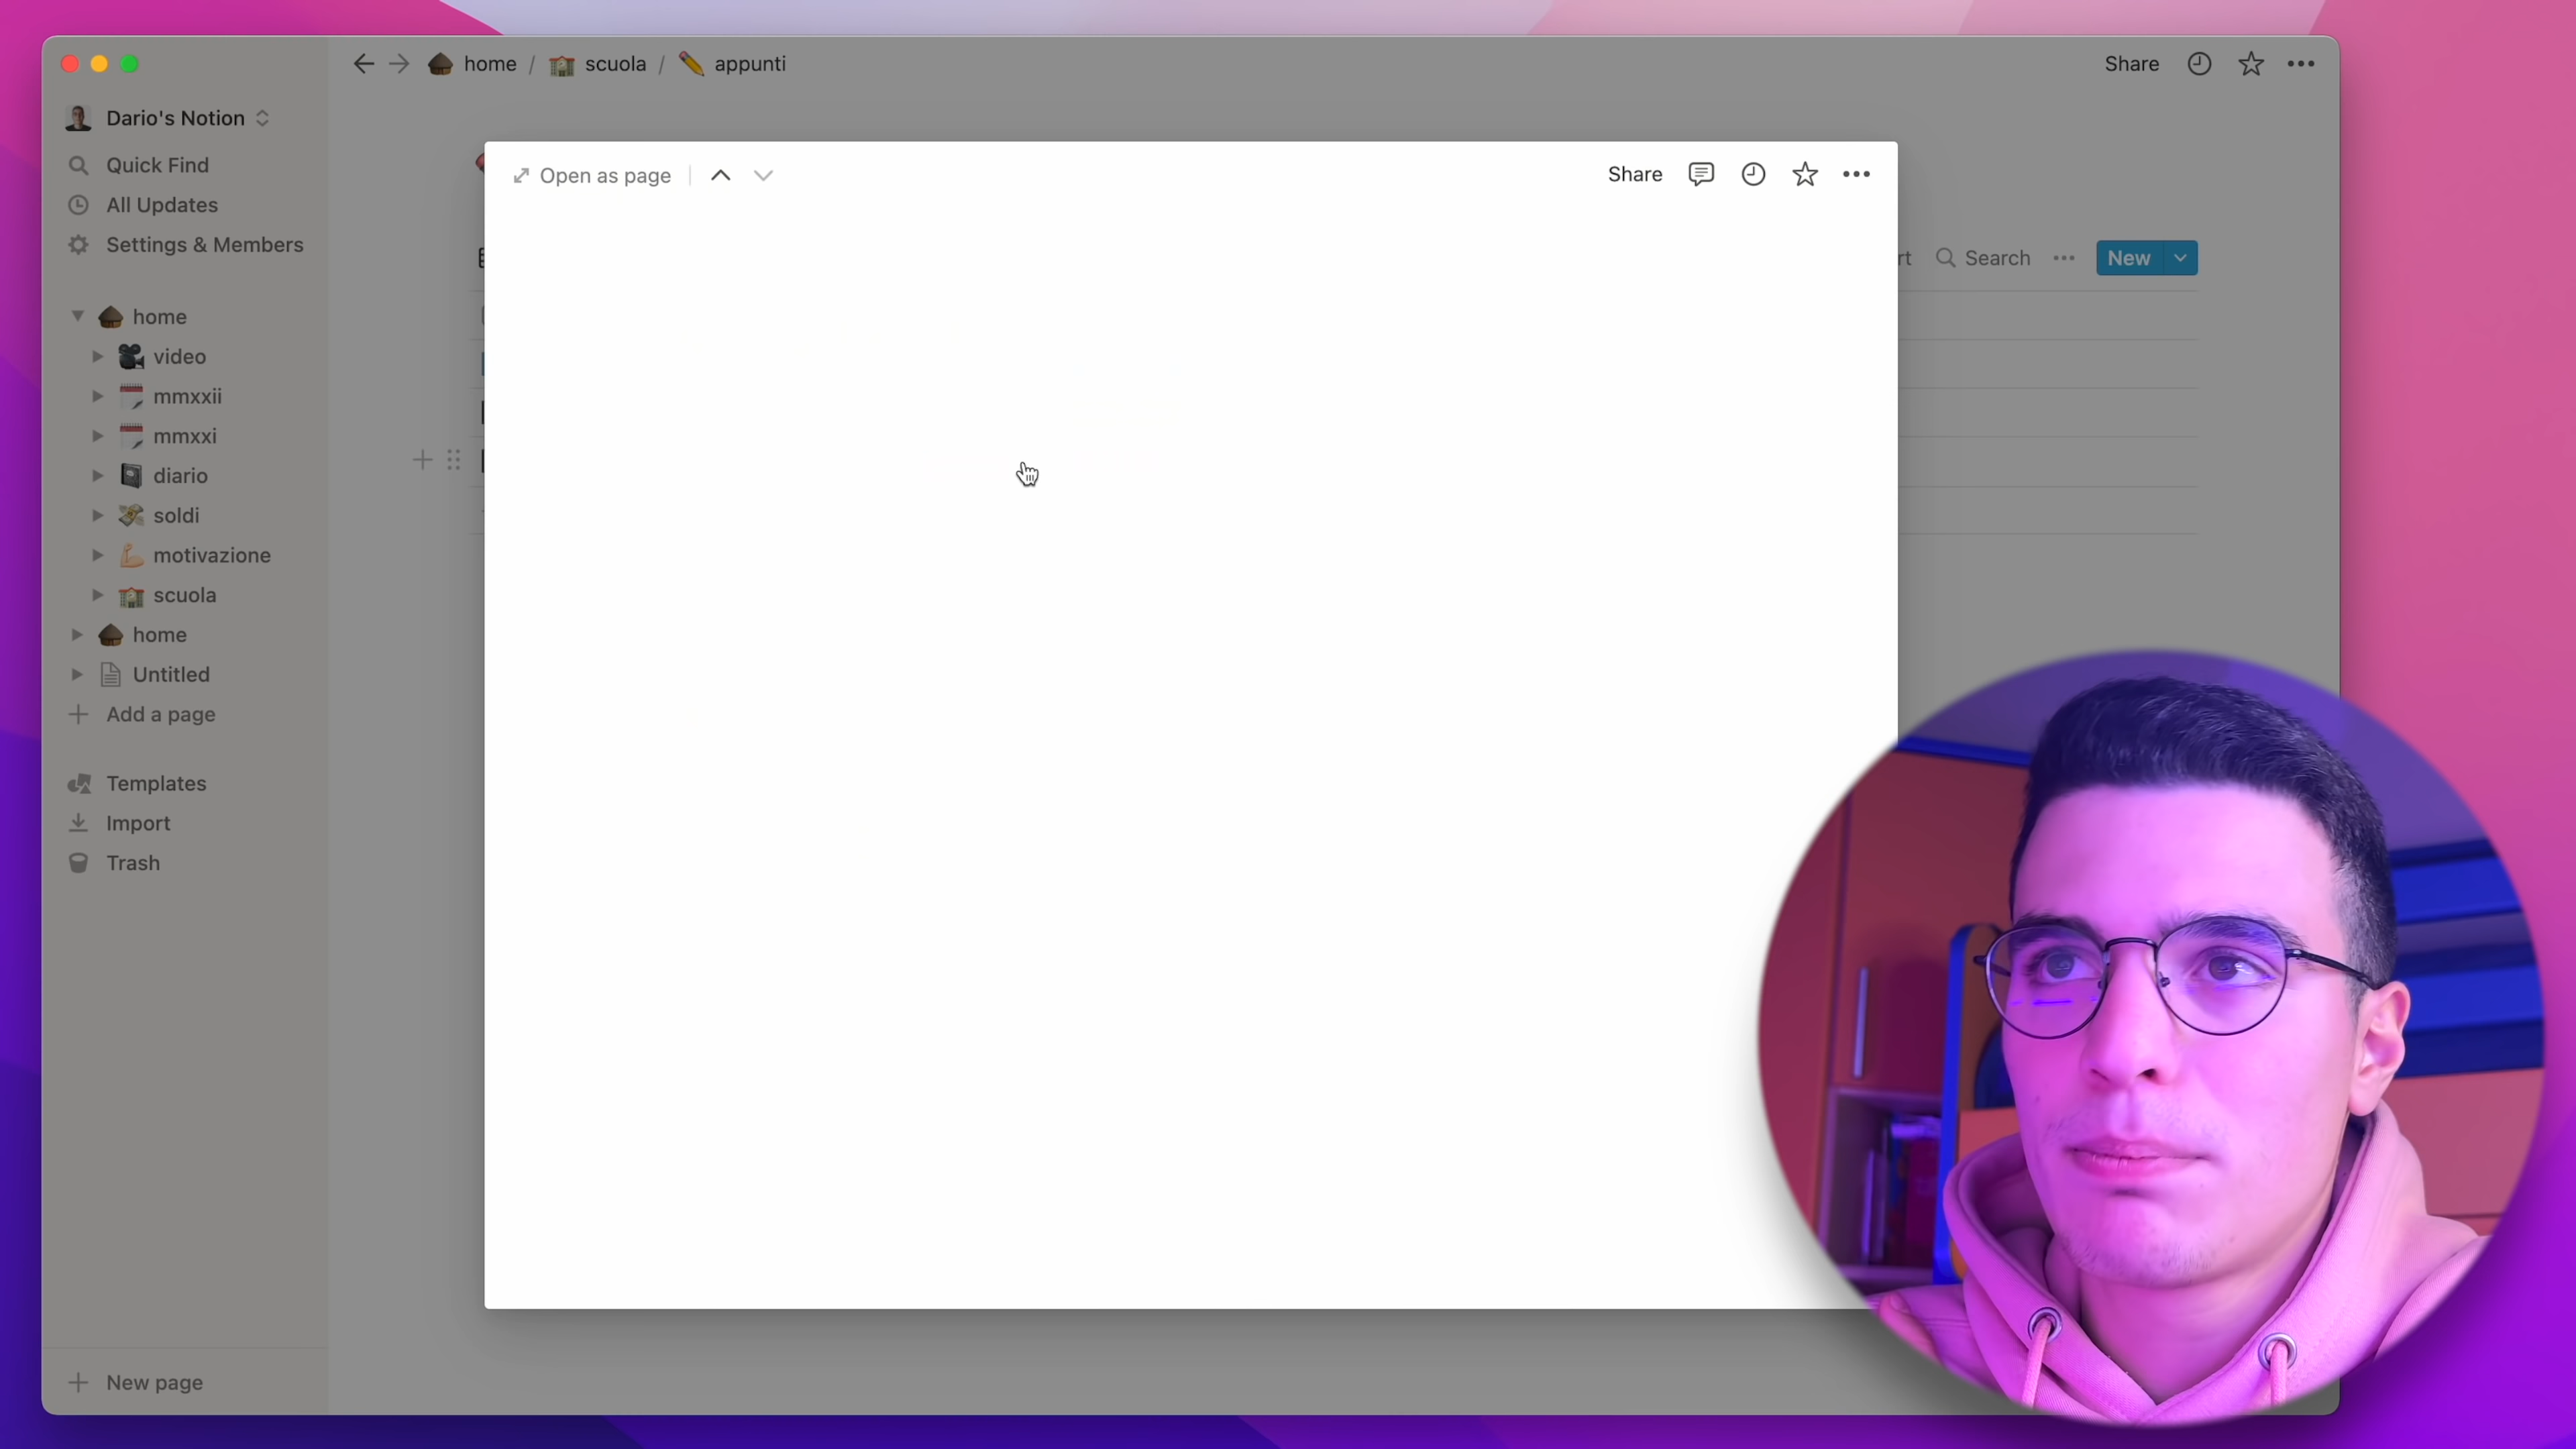 home / scuola / appunti
Share
Dario's Notion
Quick Find
All Updates
Settings & Members
home
video
mmxxii
mmxxi
diario
soldi
motivazione
scuola
home
Untitled
Add a page
Templates
Import
Trash
New page
Open as page
Share
rt
Search
New